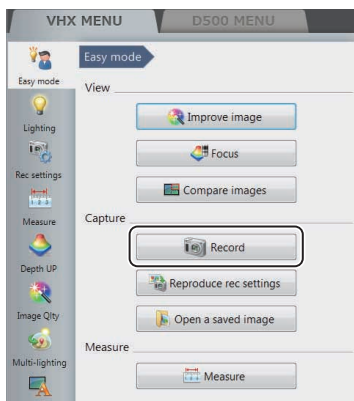 VHX MENU
D500 MENU
Easy mode
Lighting
Rec settings
Measure
Depth UP
Image Qlty
Multi-lighting
Easy mode
View
Improve image
Focus
Compare images
Capture
Record
Reproduce rec settings
Open a saved image
Measure
Measure